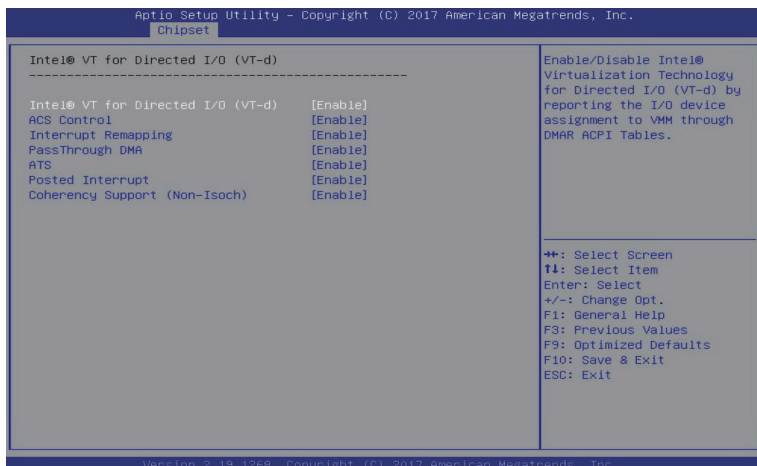 Aptio Setup Utility – Copyright (C) 2017 American Megatrends, Inc.
Chipset
Intel® VT for Directed I/O (VT-d)
--------------------------------------------------
Intel® VT for Directed I/O (VT-d) [Enable]
ACS Control [Enable]
Interrupt Remapping [Enable]
PassThrough DMA [Enable]
ATS [Enable]
Posted Interrupt [Enable]
Coherency Support (Non-Isoch) [Enable]
Enable/Disable Intel®
Virtualization Technology
for Directed I/O (VT-d) by
reporting the I/O device
assignment to VMM through
DMAR ACPI Tables.
→←: Select Screen
↑↓: Select Item
Enter: Select
+/-: Change Opt.
F1: General Help
F3: Previous Values
F9: Optimized Defaults
F10: Save & Exit
ESC: Exit
Version 2.19.1268. Copyright (C) 2017 American Megatrends, Inc.